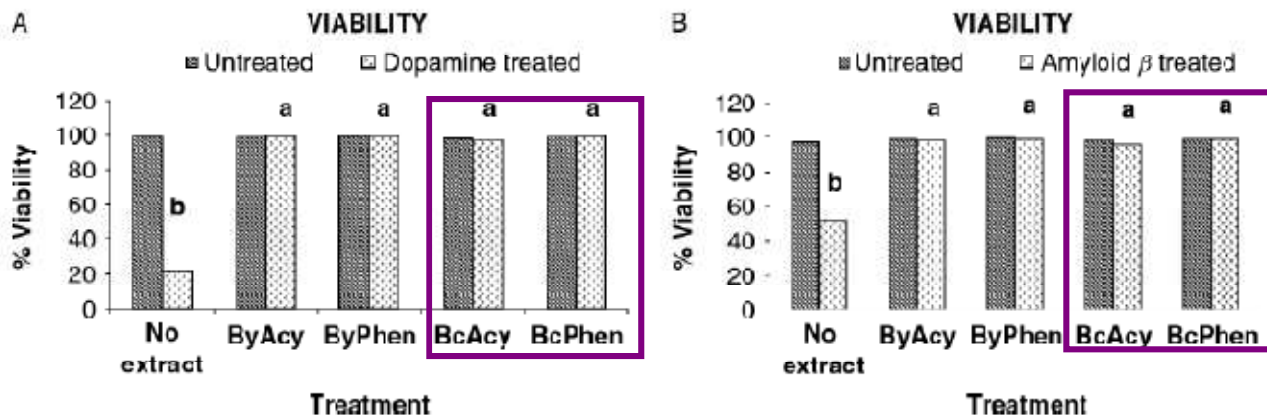 A
VIABILITY
Untreated Dopamine treated
% Viability
120
100
80
60
40
20
0
b
a
a
a
a
No extract
ByAcy
ByPhen
BcAcy
BcPhen
Treatment
B
VIABILITY
Untreated Amyloid β treated
% Viability
120
100
80
60
40
20
0
b
a
a
a
a
No extract
ByAcy
ByPhen
BcAcy
BcPhen
Treatment